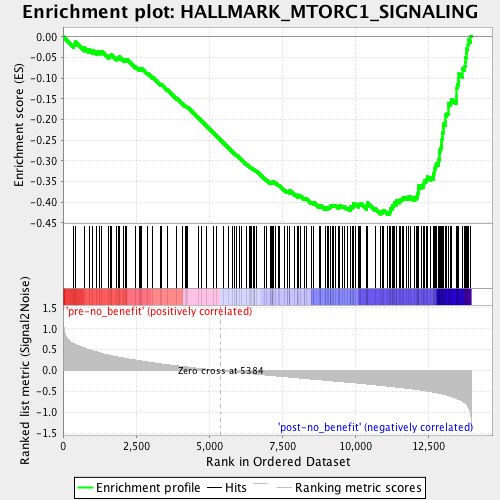 Enrichment plot: HALLMARK_MTORC1_SIGNALING
Enrichment score (ES)
0.00
-0.05
-0.10
-0.15
-0.20
-0.25
-0.30
-0.35
-0.40
-0.45
'pre-no_benefit' (positively correlated)
Ranked list metric (Signal2Noise)
1.5
1.0
0.5
0.0
-0.5
-1.0
-1.5
Zero cross at 5384
'post-no_benefit' (negatively correlated)
0
2,500
5,000
7,500
10,000
12,500
Rank in Ordered Dataset
Enrichment profile
Hits
Ranking metric scores